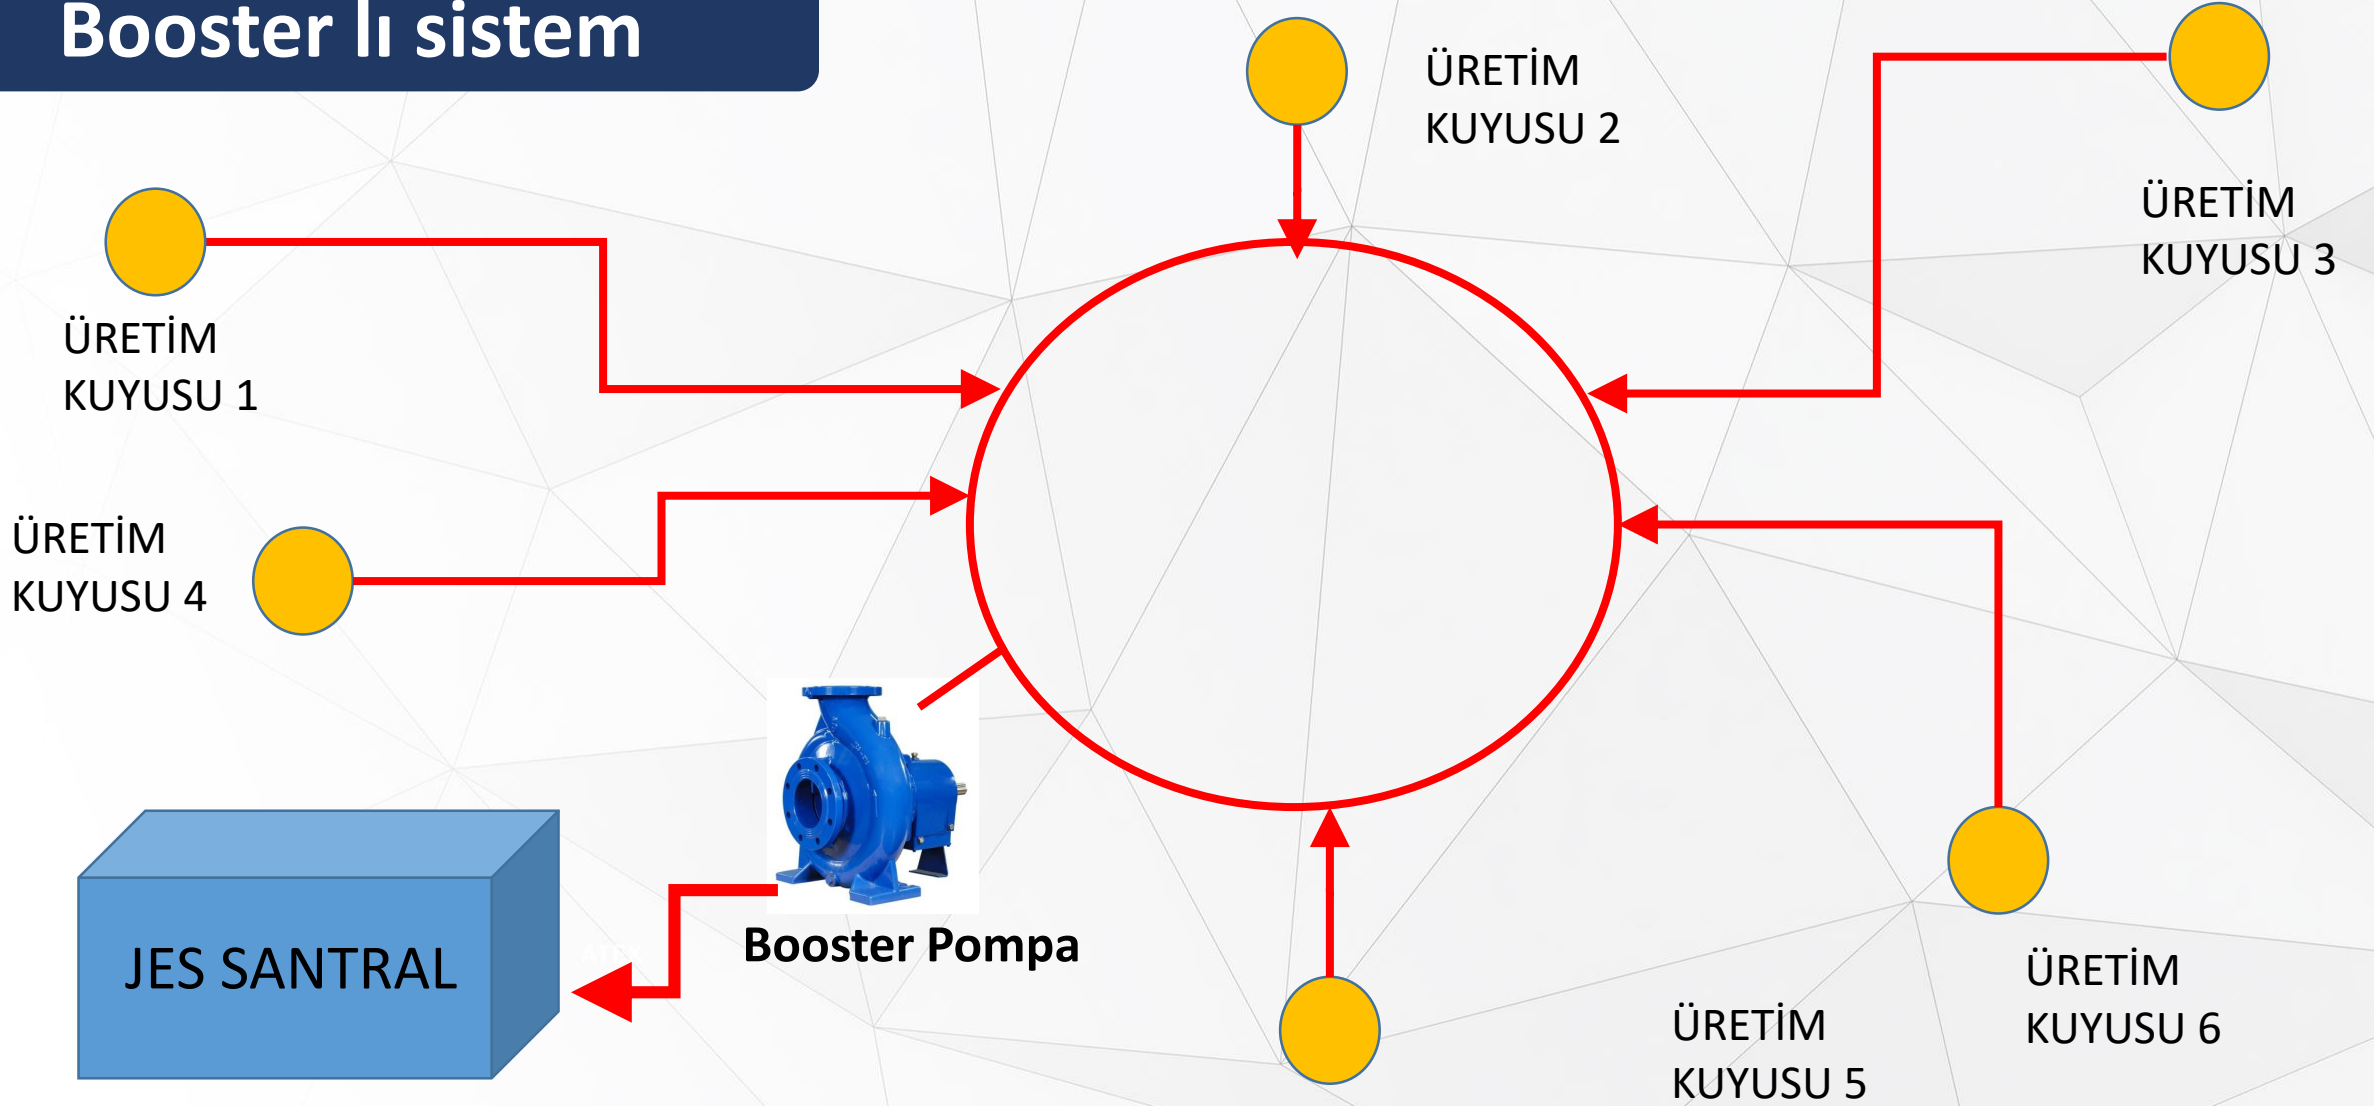 Booster lı sistem
ÜRETİM
KUYUSU 2
ÜRETİM
KUYUSU 3
ÜRETİM
KUYUSU 1
ÜRETİM
KUYUSU 4
Booster Pompa
JES SANTRAL
ÜRETİM
KUYUSU 6
ÜRETİM
KUYUSU 5